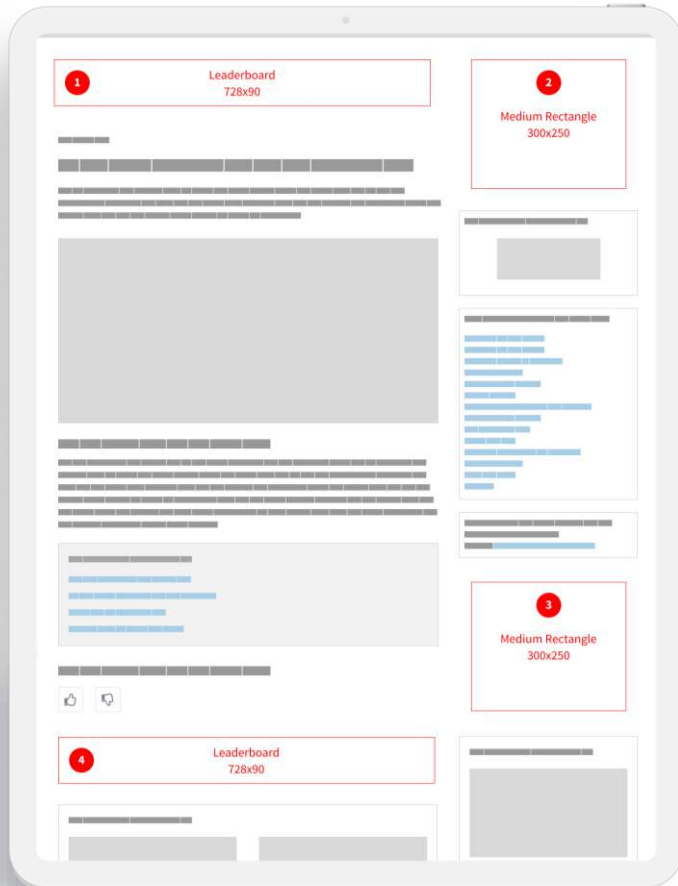 1
Leaderboard
728x90
2
Medium Rectangle
300x250
3
Medium Rectangle
300x250
4
Leaderboard
728x90